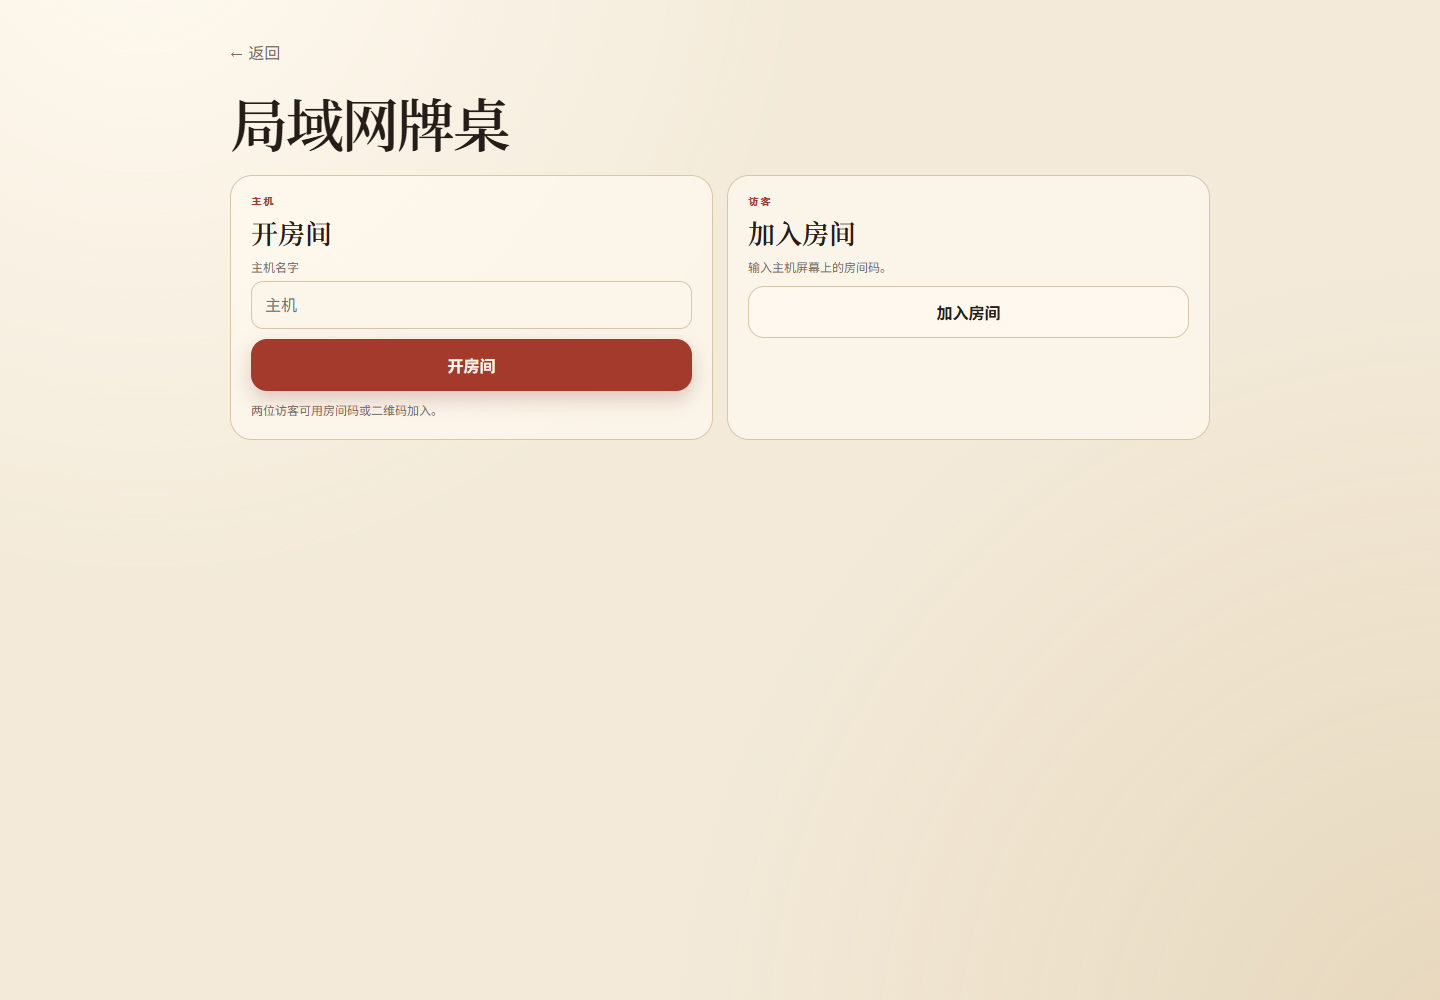 ← 返回
局域网牌桌
主机
开房间
主机名字
主机
开房间
两位访客可用房间码或二维码加入。
访客
加入房间
输入主机屏幕上的房间码。
加入房间